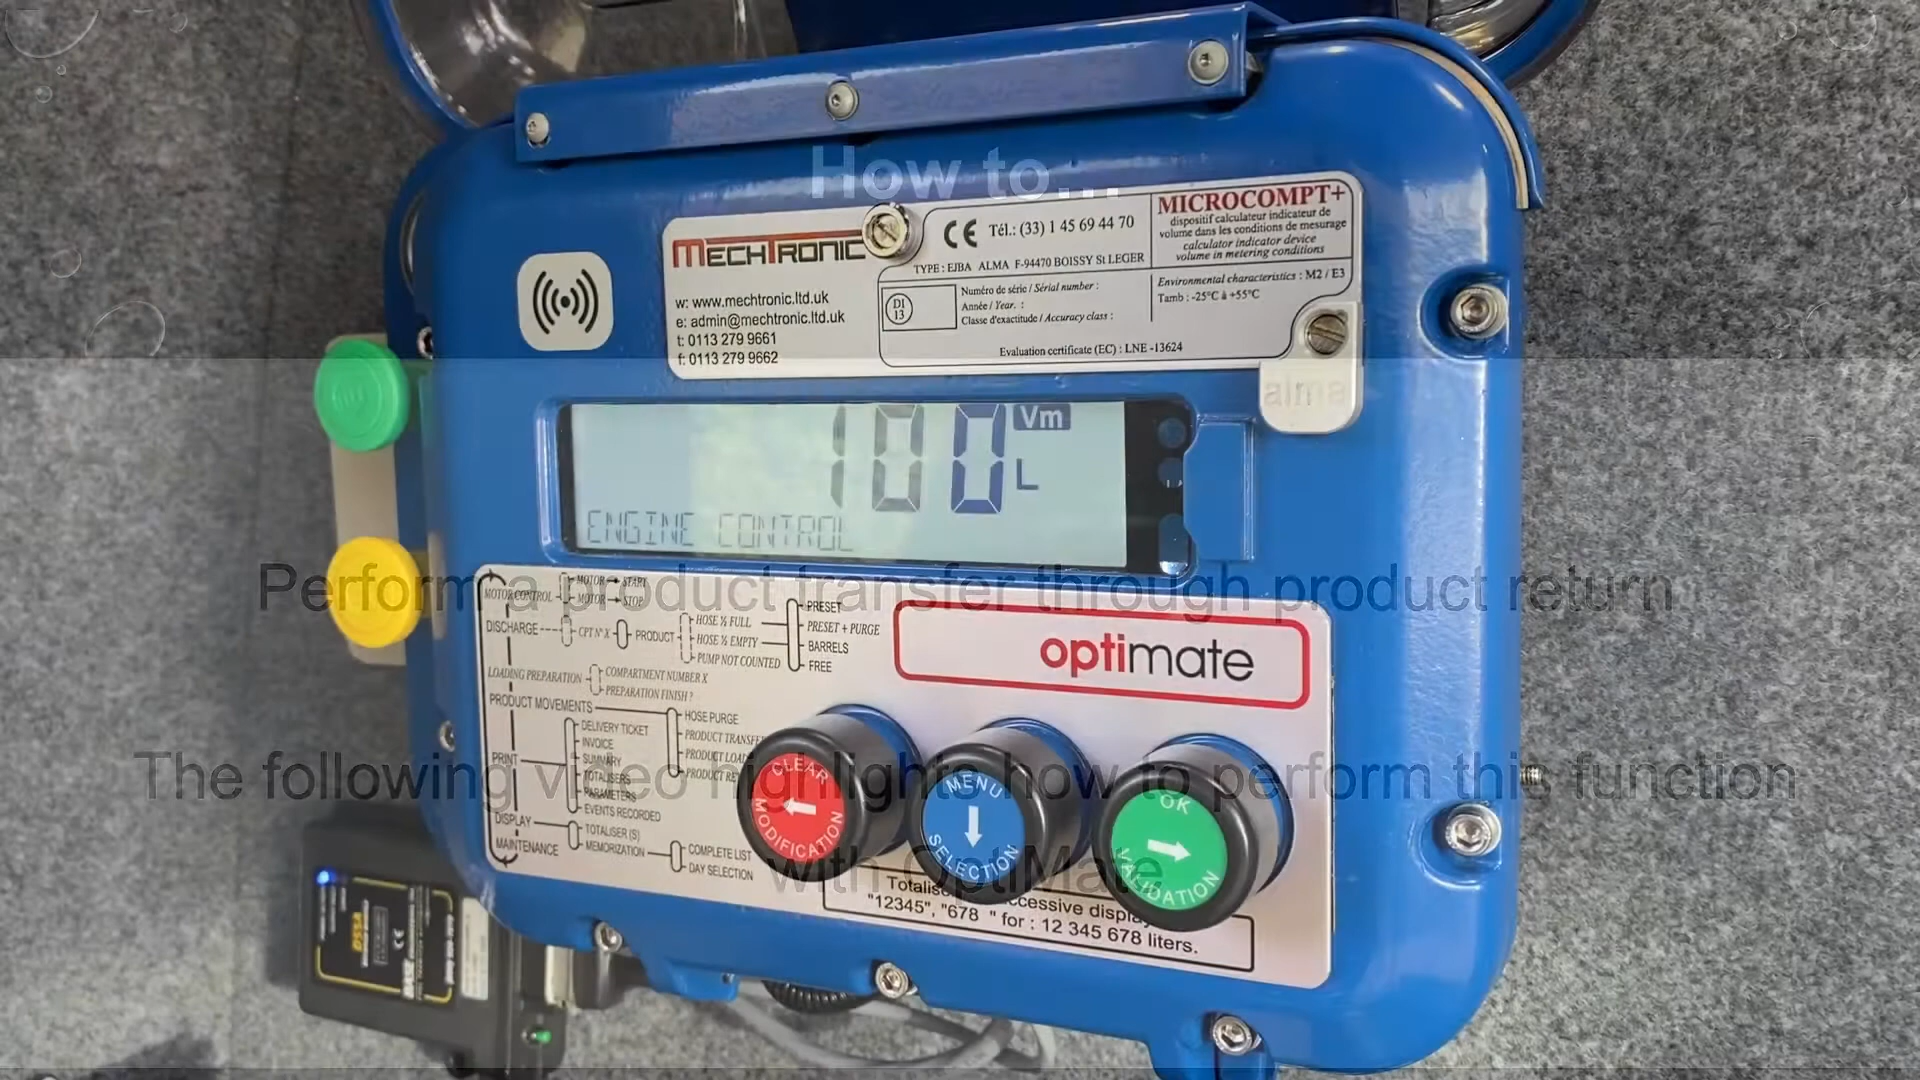 How to...
MECHTRONIC
w: www.mechtronic.ltd.uk
e: admin@mechtronic.ltd.uk
t: 0113 279 9661
f: 0113 279 9662
CE Tél.: (33) 1 45 69 44 70
TYPE : EJBA ALMA F-94470 BOISSY St LEGER
DI
13
Numéro de série / Serial number :
Année / Year. :
Classe d'exactitude / Accuracy class :
Evaluation certificate (EC) : LNE -13624
MICROCOMPT+
dispositif calculateur indicateur de
volume dans les conditions de mesurage
calculator indicator device
volume in metering conditions
Environmental characteristics : M2 / E3
Tamb : -25°C à +55°C
alma
100 Vm
L
ENGINE CONTROL
Perform a product transfer through product return
The following video highlights how to perform this function
with OptiMate
MOTOR CONTROL
MOTOR → START
MOTOR → STOP
DISCHARGE
CPT N° X
PRODUCT
HOSE ½ FULL
HOSE ½ EMPTY
PUMP NOT COUNTED
PRESET
PRESET + PURGE
BARRELS
FREE
LOADING PREPARATION
COMPARTMENT NUMBER X
PREPARATION FINISH ?
PRODUCT MOVEMENTS
HOSE PURGE
PRODUCT
PRODUCT
PRODUCT
PRINT
DELIVERY TICKET
INVOICE
SUMMARY
TOTALISERS
PARAMETERS
EVENTS RECORDED
DISPLAY
TOTALISER (S)
MEMORIZATION
COMPLETE LIST
DAY SELECTION
MAINTENANCE
optimate
CLEAR
MODIFICATION
MENU
SELECTION
OK
VALIDATION
display
"12345", "678 " for : 12 345 678 liters.
DSSA